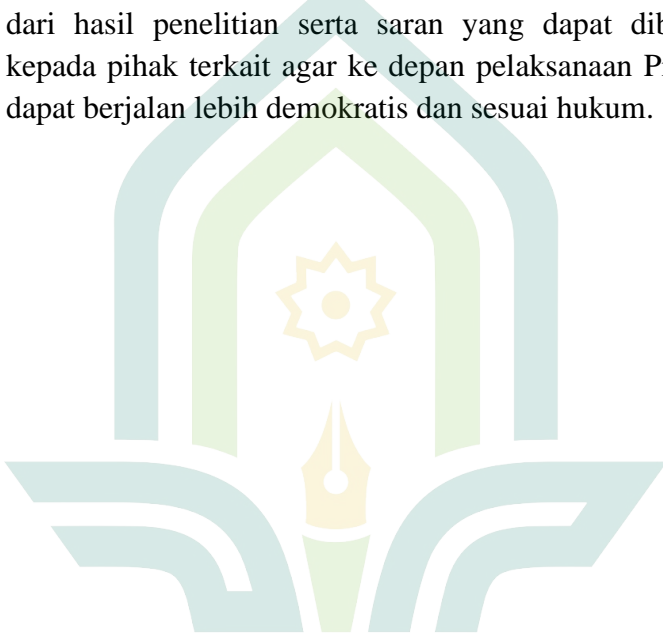 dari hasil penelitian serta saran yang dapat
kepada pihak terkait agar ke depan pelaksanaan
dapat berjalan lebih demokratis dan sesuai hukum.